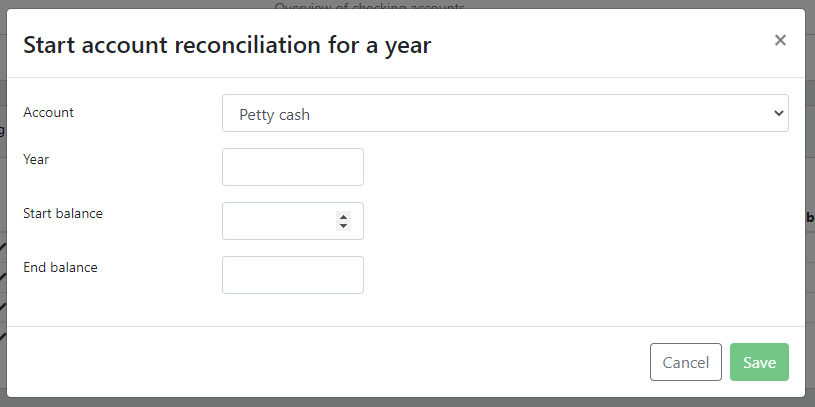 Overview of checking accounts
Start account reconciliation for a year
×
Account
Petty cash
Year
Start balance
End balance
Cancel
Save